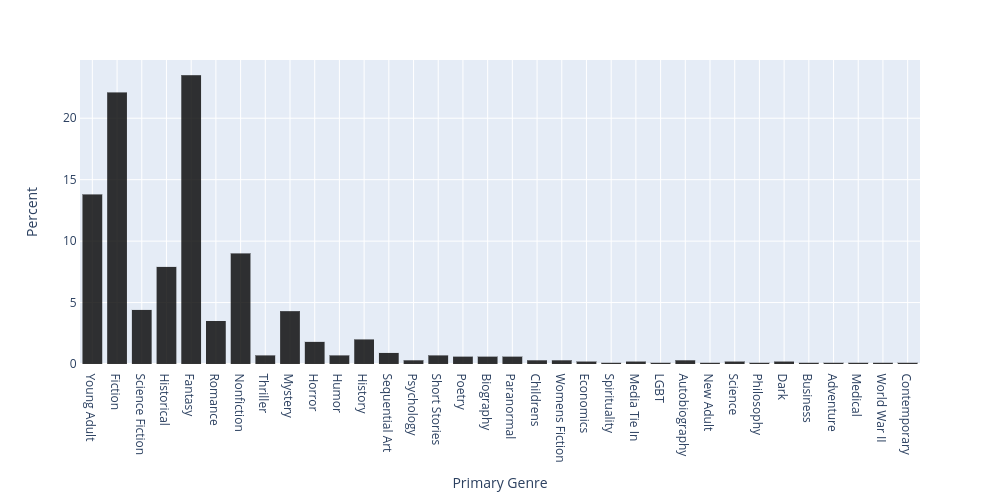 Percent
20
15
10
5
0
Young Adult
Fiction
Science Fiction
Historical
Fantasy
Romance
Nonfiction
Thriller
Mystery
Horror
Humor
History
Sequential Art
Psychology
Short Stories
Poetry
Biography
Paranormal
Childrens
Womens Fiction
Economics
Spirituality
Media Tie In
LGBT
Autobiography
New Adult
Science
Philosophy
Dark
Business
Adventure
Medical
World War II
Contemporary
Primary Genre